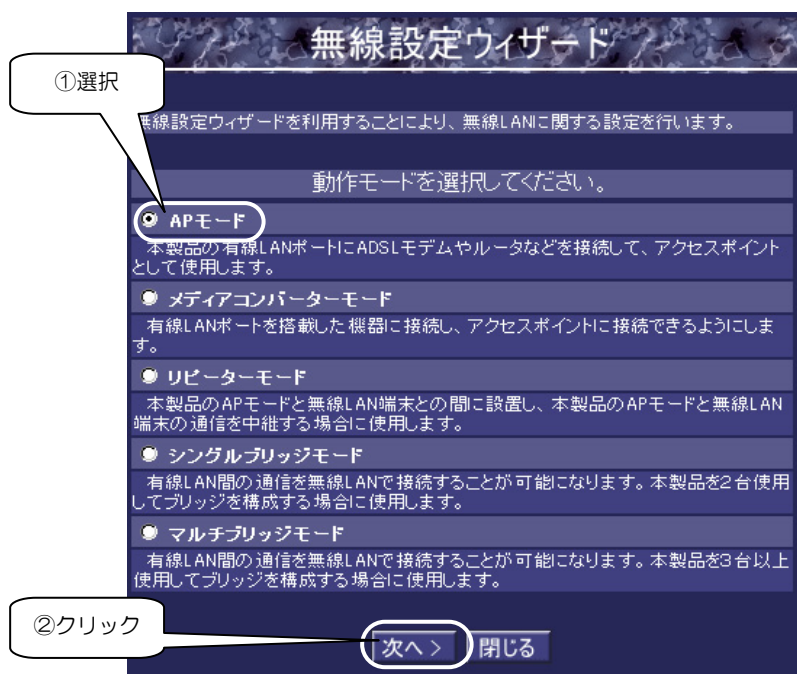 無線設定ウィザード
①選択
無線設定ウィザードを利用することにより、無線LANに関する設定を行います。
動作モードを選択してください。
APモード
本製品の有線LANポートにADSLモデムやルータなどを接続して、アクセスポイント
として使用します。
メディアコンバーターモード
有線LANポートを搭載した機器に接続し、アクセスポイントに接続できるようにしま
す。
リピーターモード
本製品のAPモードと無線LAN端末との間に設置し、本製品のAPモードと無線LAN
端末の通信を中継する場合に使用します。
シングルブリッジモード
有線LAN間の通信を無線LANで接続することが可能になります。本製品を2台使用
してブリッジを構成する場合に使用します。
マルチブリッジモード
有線LAN間の通信を無線LANで接続することが可能になります。本製品を3台以上
使用してブリッジを構成する場合に使用します。
②クリック
次へ >
閉じる